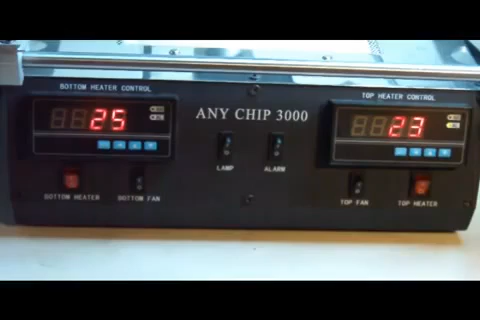 BOTTOM HEATER CONTROL
TOP HEATER CONTROL
25
ANY CHIP 3000
23
LAMP
ALARM
BOTTOM HEATER
BOTTOM FAN
TOP FAN
TOP HEATER